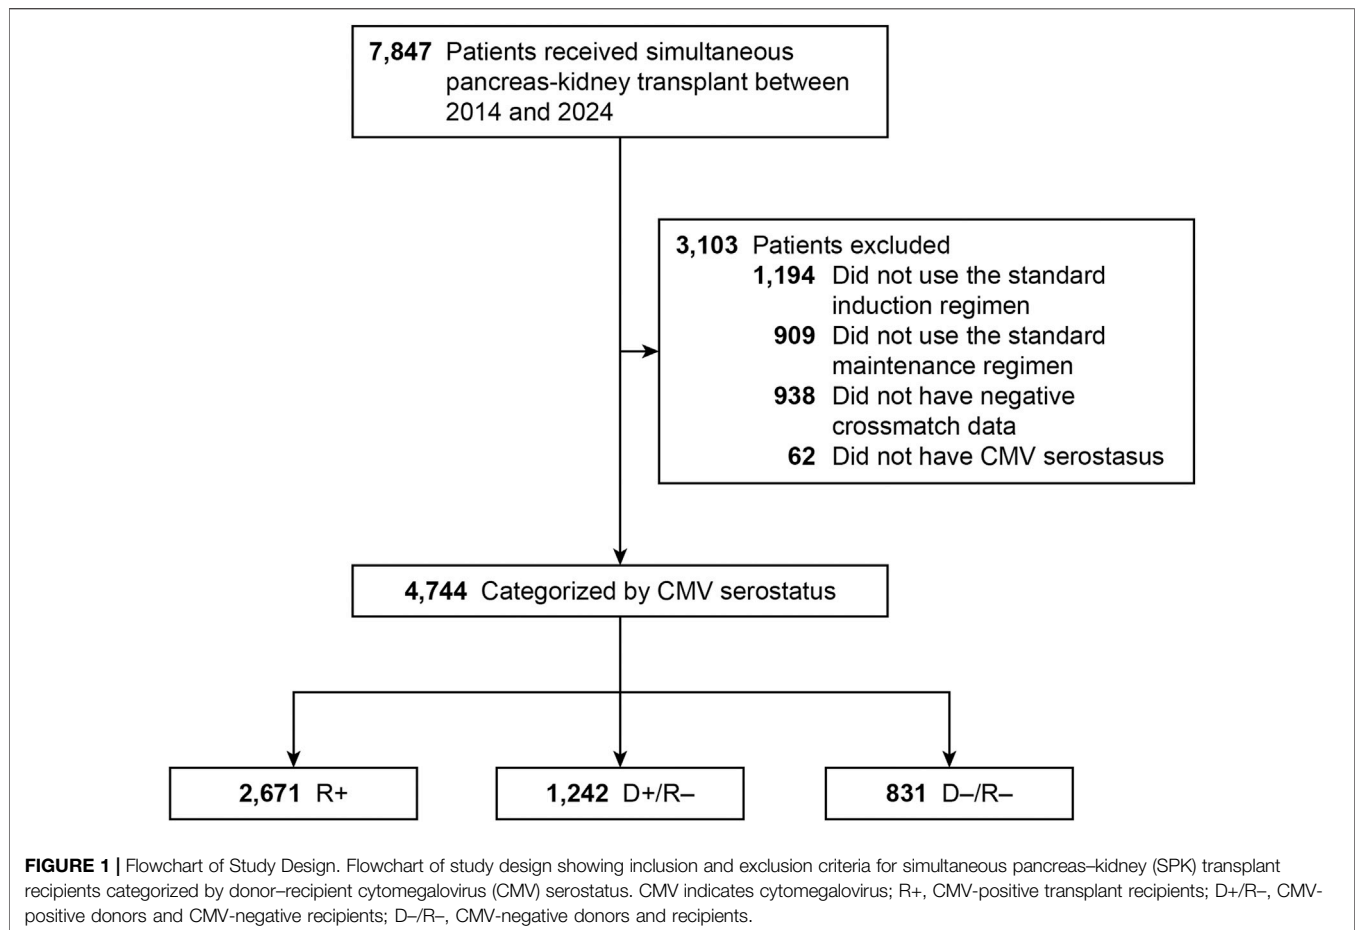 7,847 Patients received simultaneous
pancreas-kidney transplant between
2014 and 2024
3,103 Patients excluded
1,194 Did not use the standard
induction regimen
909 Did not use the standard
maintenance regimen
938 Did not have negative
crossmatch data
62 Did not have CMV serostasus
4,744 Categorized by CMV serostatus
2,671 R+
1,242 D+/R–
831 D–/R–
FIGURE 1 | Flowchart of Study Design. Flowchart of study design showing inclusion and exclusion criteria for simultaneous pancreas–kidney (SPK) transplant
recipients categorized by donor–recipient cytomegalovirus (CMV) serostatus. CMV indicates cytomegalovirus; R+, CMV-positive transplant recipients; D+/R–, CMV-
positive donors and CMV-negative recipients; D–/R–, CMV-negative donors and recipients.